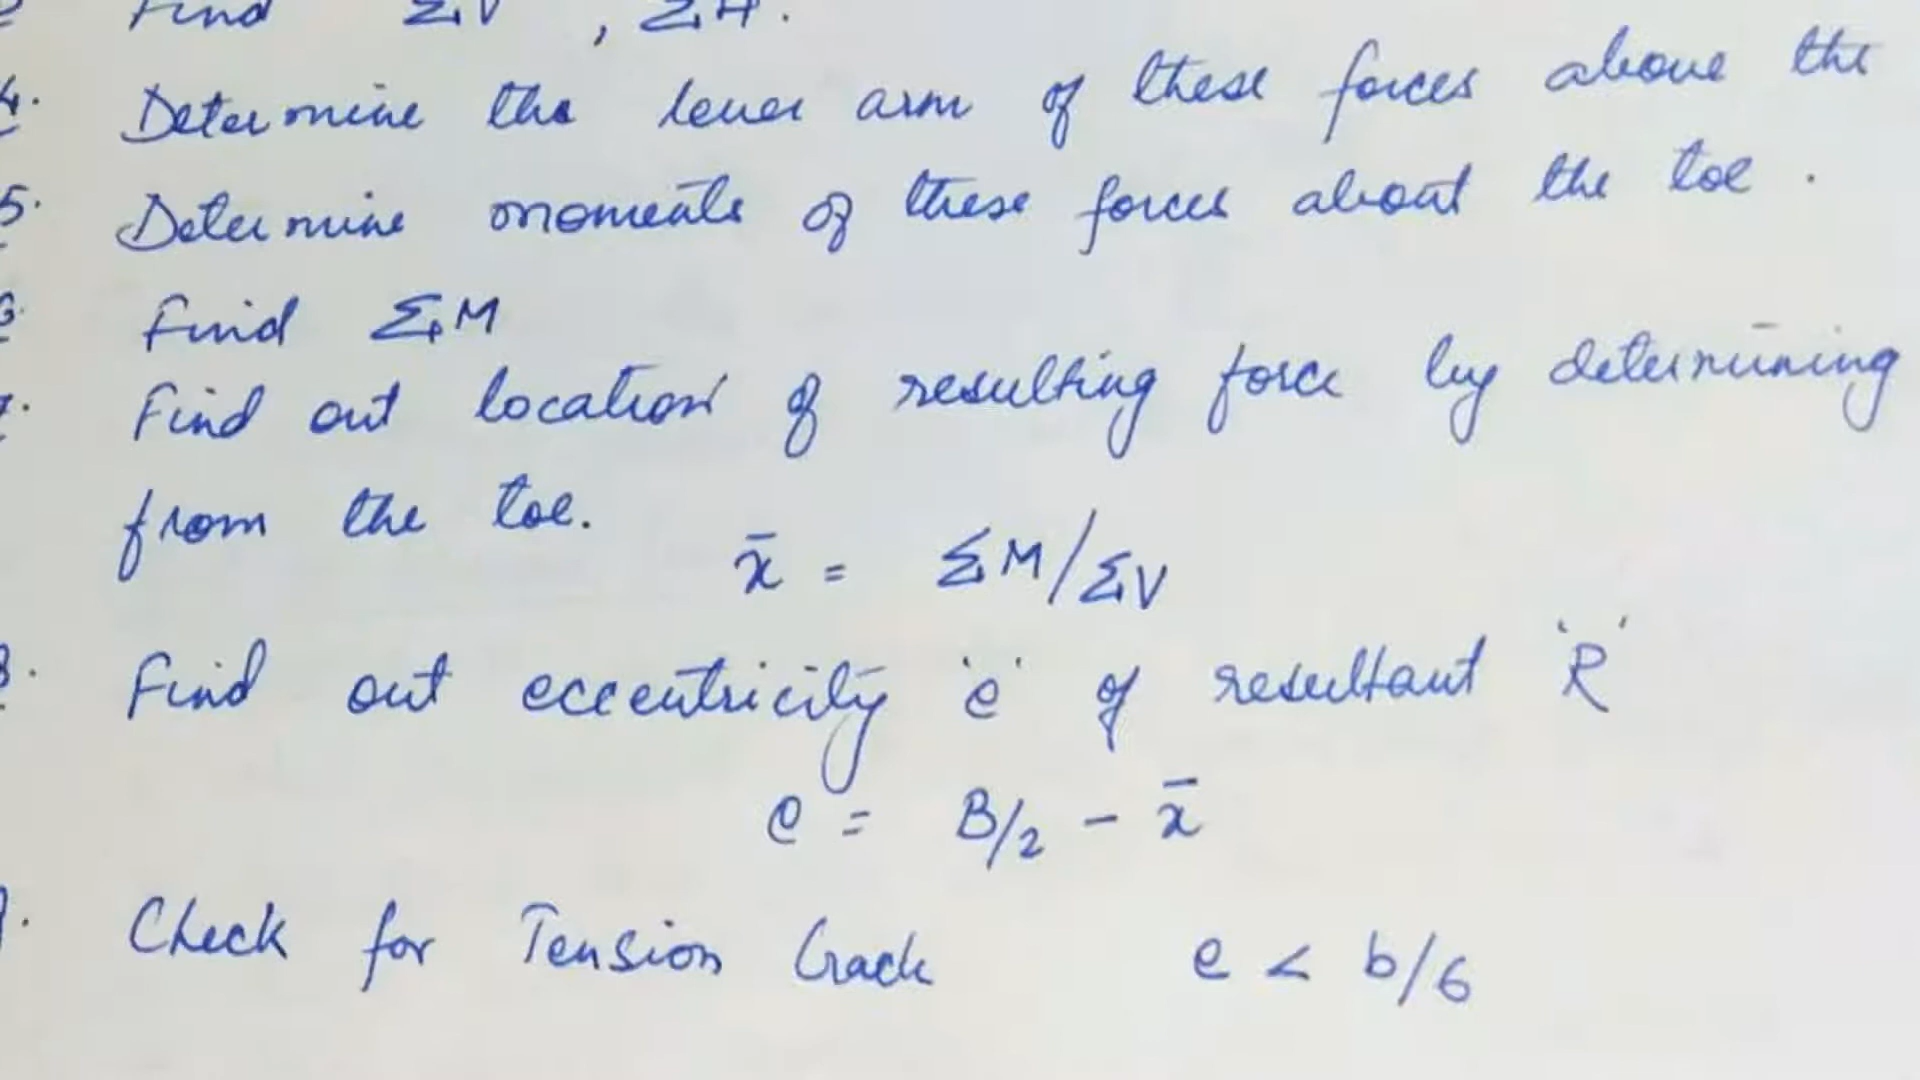 Find ΣV, ΣH.
4. Determine the lever arm of these forces above the
5. Determine moments of these forces about the toe.
6. Find ΣM
7. Find out location of resulting force by determining
from the toe.
x̄ = ΣM/ΣV
8. Find out eccentricity 'e' of resultant 'R'
e = B/2 - x̄
9. Check for Tension Crack e < b/6